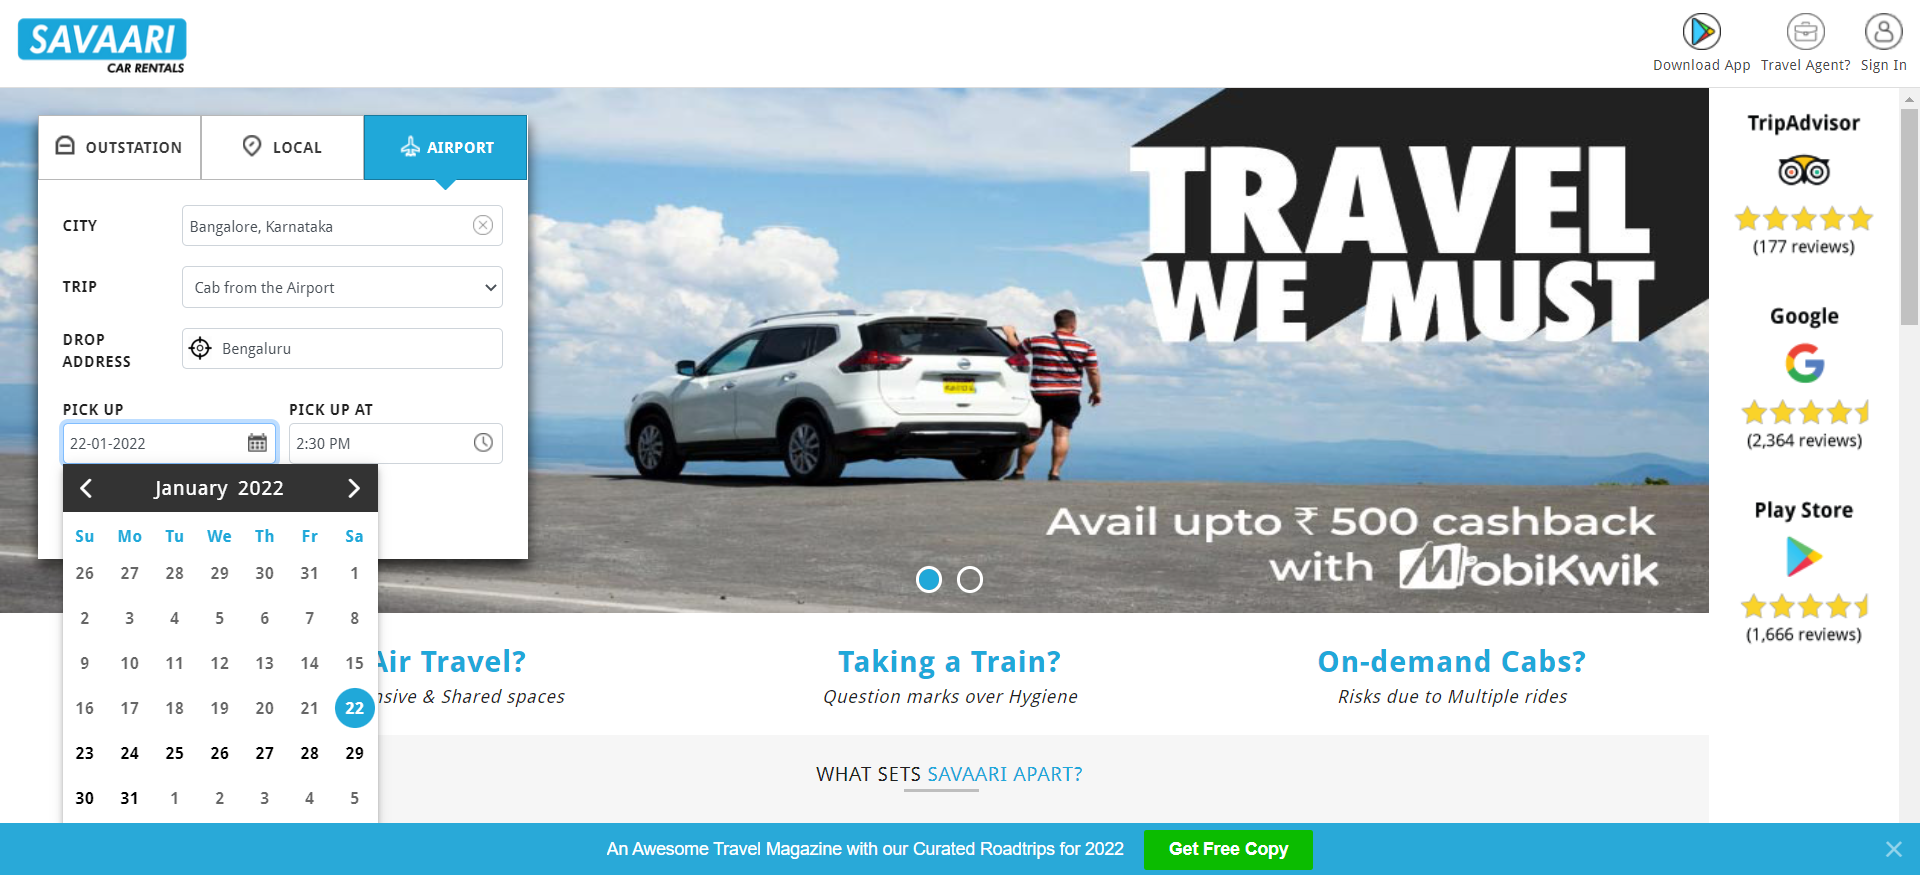 SAVAARI
CAR RENTALS
Download App
Travel Agent?
Sign In
OUTSTATION
LOCAL
AIRPORT
CITY
Bangalore, Karnataka
TRIP
Cab from the Airport
DROP
ADDRESS
Bengaluru
PICK UP
PICK UP AT
22-01-2022
2:30 PM
January 2022
Su Mo Tu We Th Fr Sa
26 27 28 29 30 31 1
2 3 4 5 6 7 8
9 10 11 12 13 14 15
16 17 18 19 20 21 22
23 24 25 26 27 28 29
30 31 1 2 3 4 5
TRAVEL
WE MUST
Avail upto ₹ 500 cashback
with MobiKwik
TripAdvisor
(177 reviews)
Google
(2,364 reviews)
Play Store
(1,666 reviews)
Air Travel?
nsive & Shared spaces
Taking a Train?
Question marks over Hygiene
On-demand Cabs?
Risks due to Multiple rides
WHAT SETS SAVAARI APART?
An Awesome Travel Magazine with our Curated Roadtrips for 2022
Get Free Copy